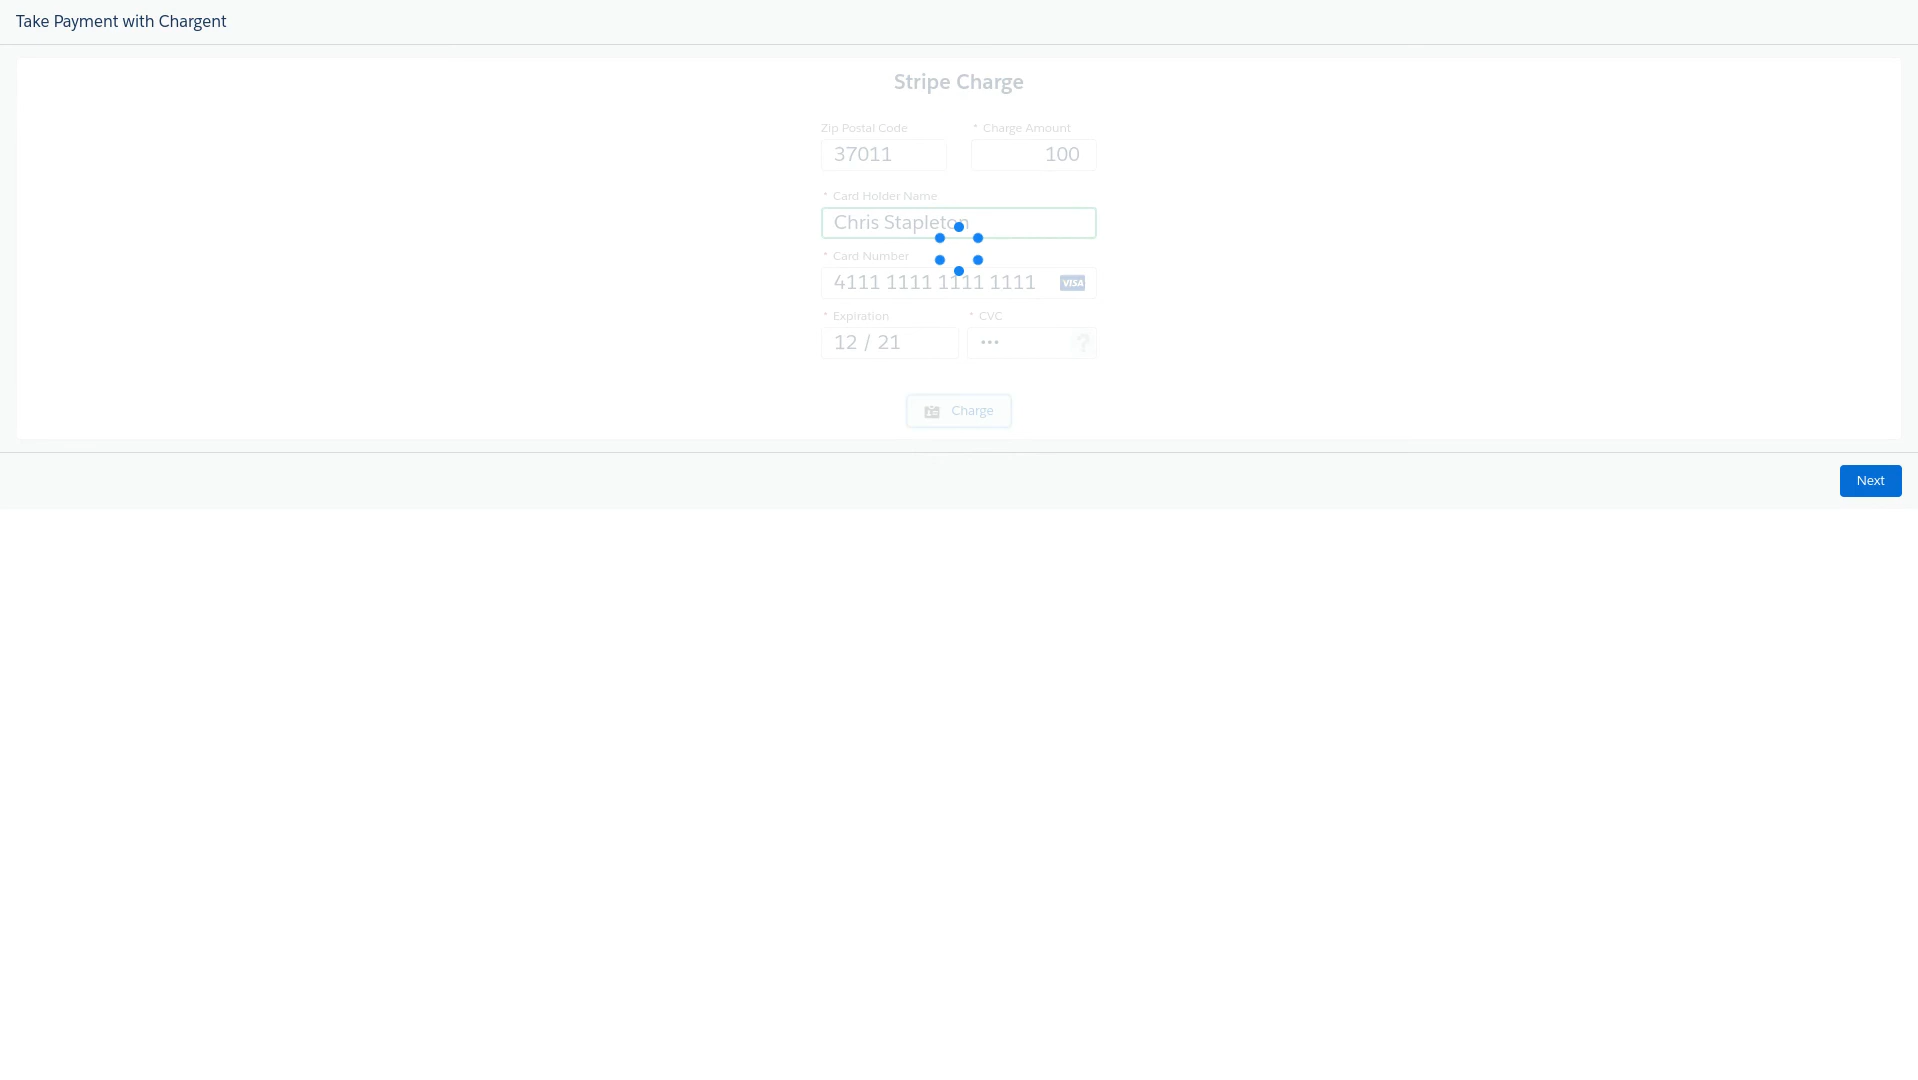 Take Payment with Chargent
Stripe Charge
Zip Postal Code * Charge Amount
37011 100
* Card Holder Name
Chris Stapleton
* Card Number
4111 1111 1111 1111 VISA
* Expiration * CVC
12 / 21 ••• ?
Charge
Next